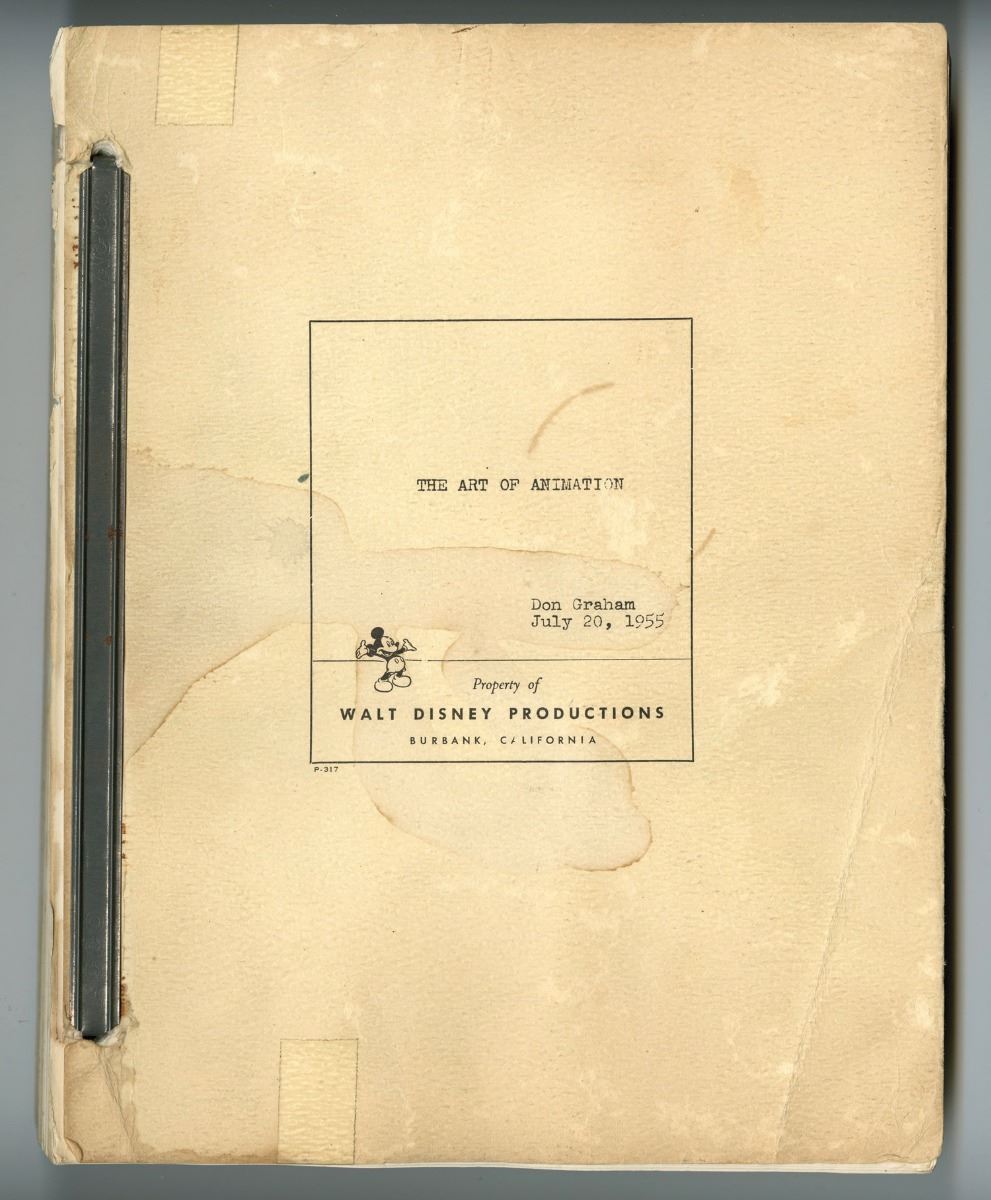 THE ART OF ANIMATION
Don Graham
July 20, 1955
Property of
WALT DISNEY PRODUCTIONS
BURBANK, CALIFORNIA
P-317